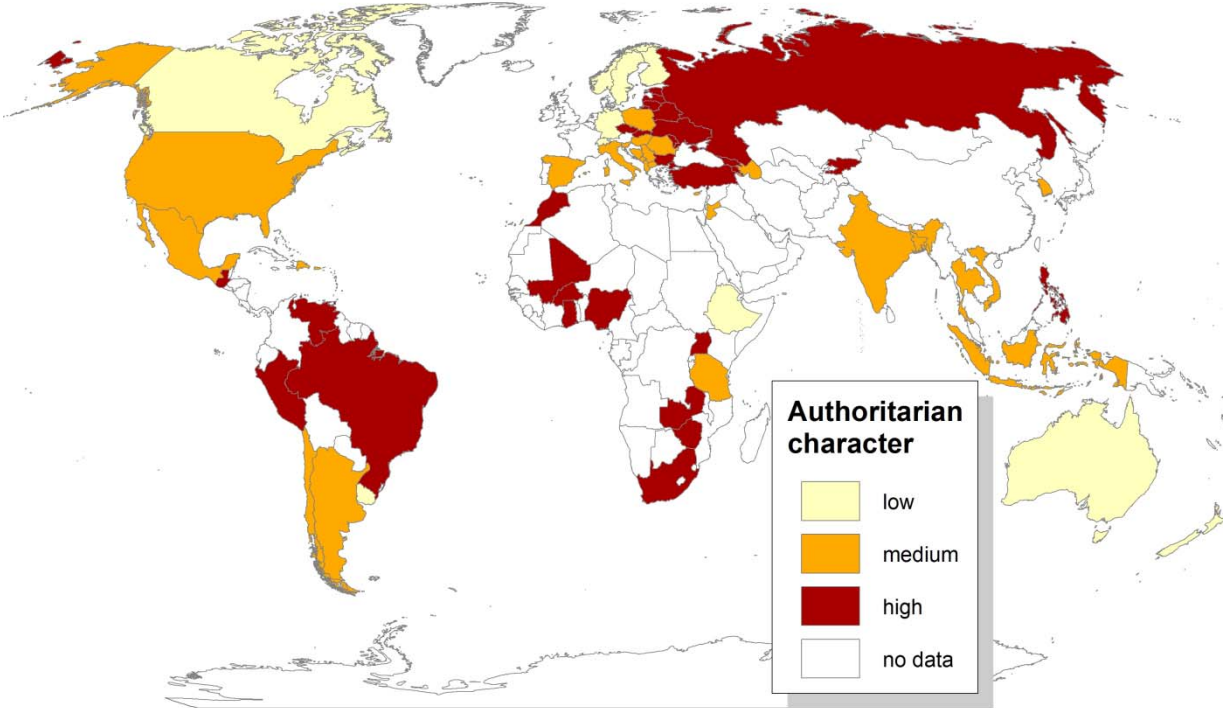 Authoritarian
character
low
medium
high
no data